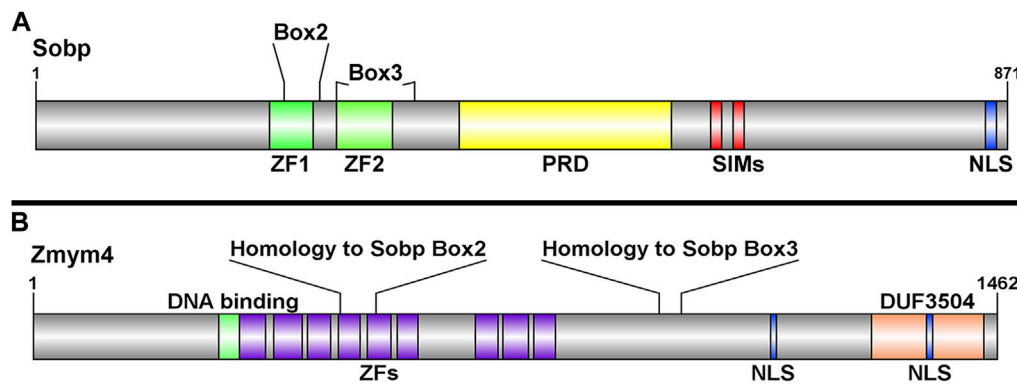 A
Sobp
Box2
Box3
1
871
ZF1 ZF2 PRD SIMs NLS
B
Zmym4
Homology to Sobp Box2 Homology to Sobp Box3
1
1462
DNA binding DUF3504
ZFs NLS NLS